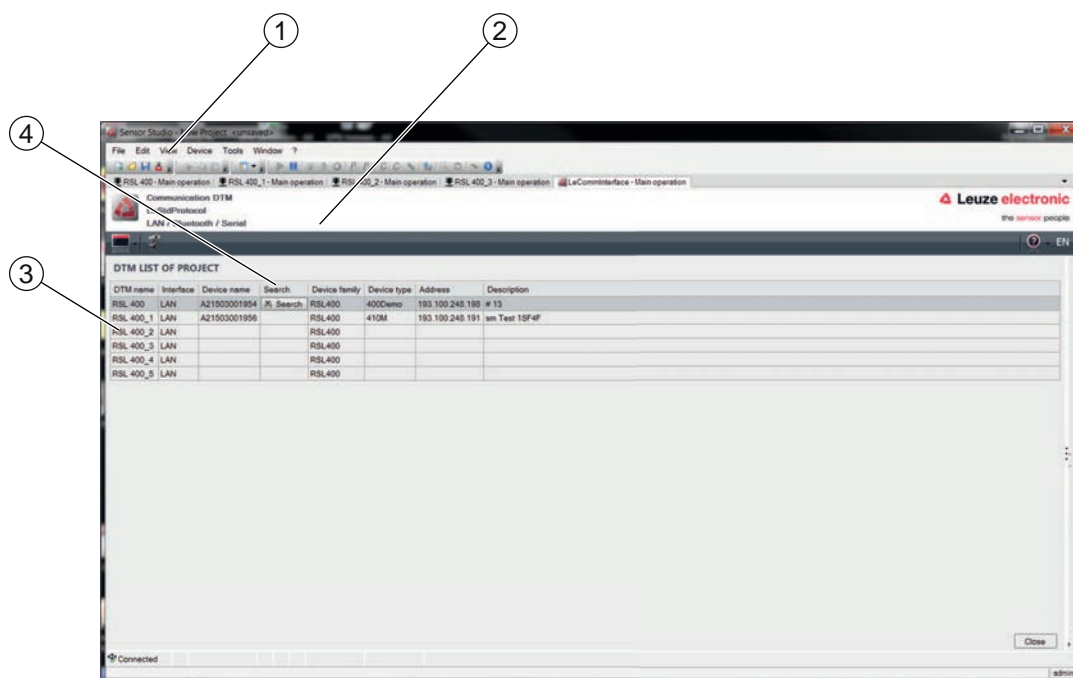 1
2
4
3
Sensor Studio - New Project <unsaved>
File Edit View Device Tools Window ?
RSL 400 - Main operation RSL 400_1 - Main operation RSL 400_2 - Main operation RSL 400_3 - Main operation LeCommInterface - Main operation
Communication DTM
LeStdProtocol
LAN / Bluetooth / Serial
Leuze electronic
the sensor people
? EN
DTM LIST OF PROJECT
DTM name Interface Device name Search Device family Device type Address Description
RSL 400 LAN A21503001954 Search RSL400 400Demo 193.100.248.198 # 13
RSL 400_1 LAN A21503001956 RSL400 410M 193.100.248.191 sm Test 1SF4F
RSL 400_2 LAN RSL400
RSL 400_3 LAN RSL400
RSL 400_4 LAN RSL400
RSL 400_5 LAN RSL400
Close
Connected